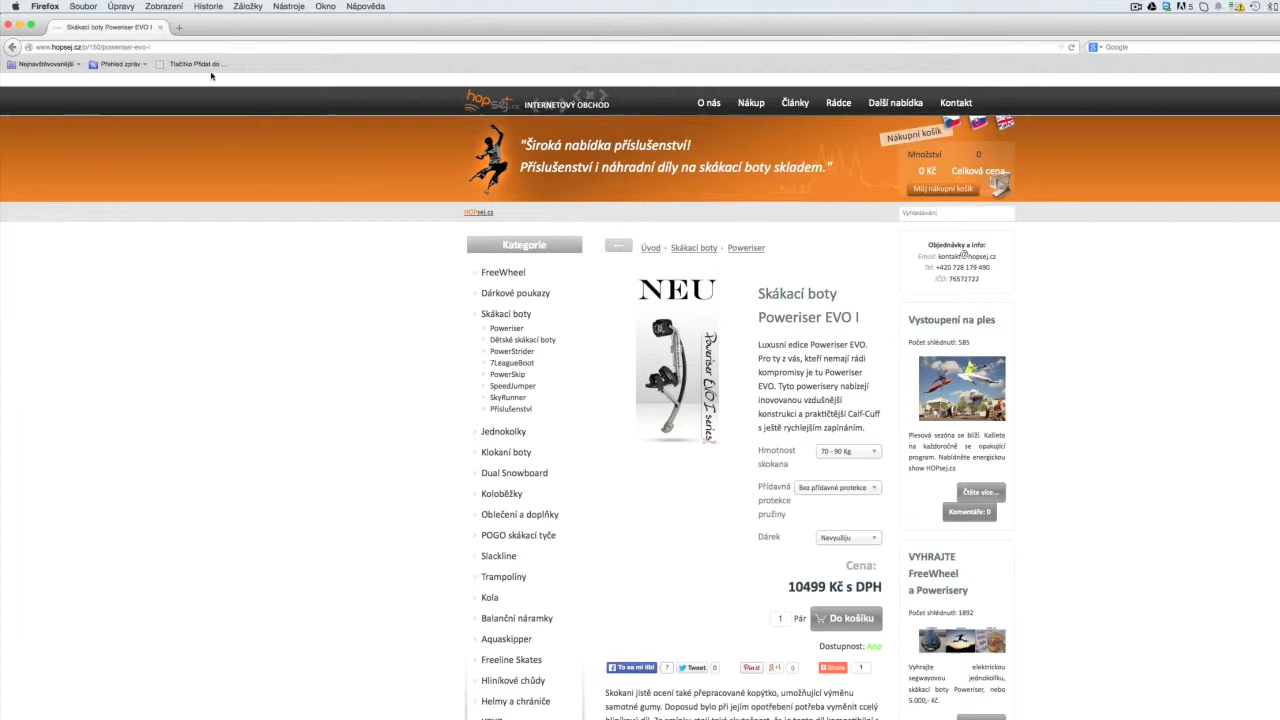 Firefox Soubor Úpravy Zobrazení Historie Záložky Nástroje Okno Nápověda
Skákací boty Poweriser EVO I
www.hopsej.cz/p/150/poweriser-evo-i
Google
Nejnavštěvovanější
Přehled zpráv
Tlačítko Přidat do ...
hopsej.cz INTERNETOVÝ OBCHOD
O nás Nákup Články Rádce Další nabídka Kontakt
"Široká nabídka příslušenství!
Příslušenství i náhradní díly na skákací boty skladem."
Nákupní košík
Množství 0
0 Kč Celková cena
Můj nákupní košík
HOPsej.cz
Vyhledávání
Kategorie
FreeWheel
Dárkové poukazy
Skákací boty
Poweriser
Dětské skákací boty
PowerStrider
7LeagueBoot
PowerSkip
SpeedJumper
SkyRunner
Příslušenství
Jednokolky
Klokaní boty
Dual Snowboard
Koloběžky
Oblečení a doplňky
POGO skákací tyče
Slackline
Trampolíny
Kola
Balanční náramky
Aquaskipper
Freeline Skates
Hliníkové chůdy
Helmy a chrániče
Úvod Skákací boty Poweriser
NEU
Poweriser EVO I series
Skákací boty
Poweriser EVO I
Luxusní edice Poweriser EVO.
Pro ty z vás, kteří nemají rádi
kompromisy je tu Poweriser
EVO. Tyto powerisery nabízejí
inovovanou vzdušnější
konstrukci a praktičtější Calf-Cuff
s ještě rychlejším zapínáním.
Hmotnost
skokana
70 - 90 Kg
Přídavná
protekce
pružiny
Bez přídavné protekce
Dárek
Nevyužiju
Cena:
10499 Kč s DPH
1 Pár Do košíku
Dostupnost: Ano
To se mi líbí 7 Tweet 0 Pin it +1 0 Share 1
Skokani jistě ocení také přepracované kopýtko, umožňující výměnu
samotné gumy. Doposud bylo při jejím opotřebení potřeba vyměnit celý
Objednávky a info:
Email: kontakt@hopsej.cz
Tel: +420 728 179 490
IČO: 76572722
Vystoupení na ples
Počet shlédnutí: 585
Plesová sezóna se blíží. Kašlete
na každoročně se opakující
program. Nabídněte energickou
show HOPsej.cz
Čtěte více...
Komentáře: 0
VYHRAJTE
FreeWheel
a Powerisery
Počet shlédnutí: 1892
Vyhrajte elektrickou
segwayovou jednokolku,
skákací boty Poweriser, nebo
5.000,- Kč.